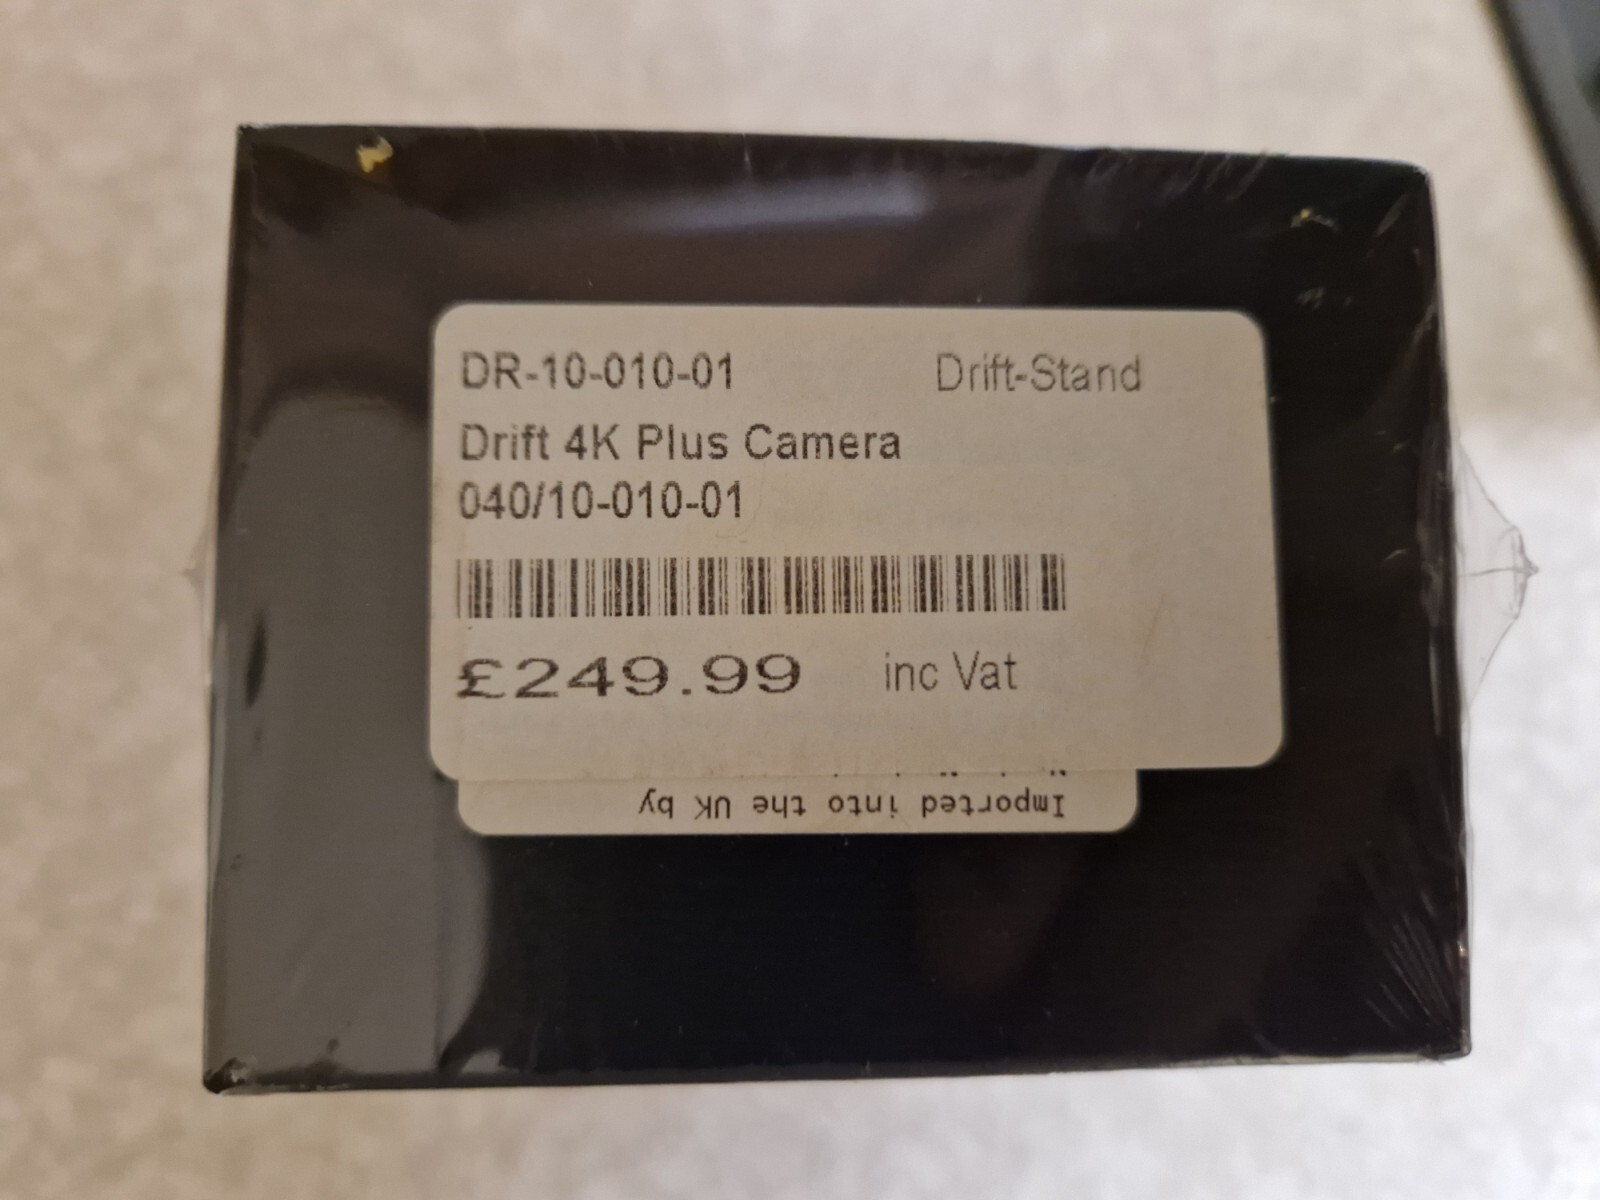 DR-10-010-01 Drift-Stand
Drift 4K Plus Camera
040/10-010-01
£249.99 inc Vat
Imported into the UK by